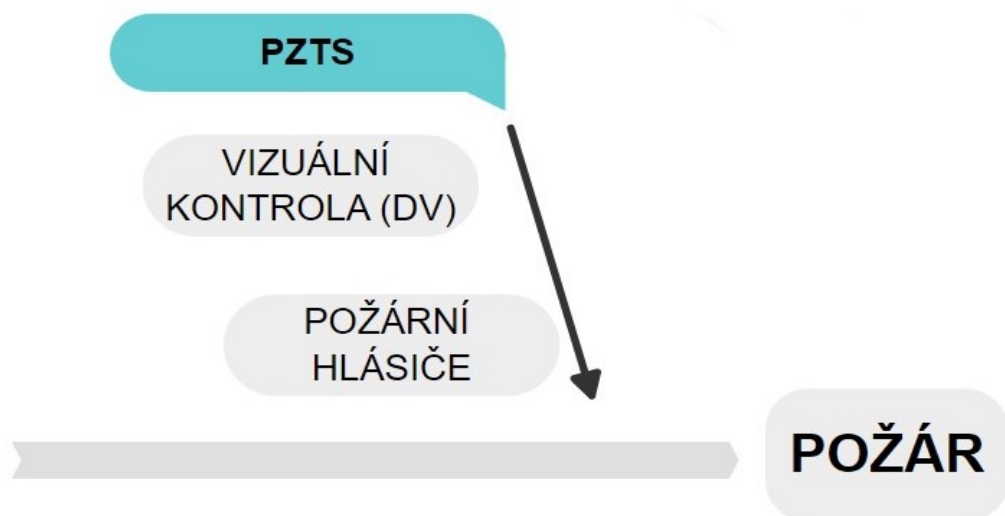 PZTS
VIZUÁLNÍ
KONTROLA (DV)
POŽÁRNÍ
HLÁSIČE
POŽÁR